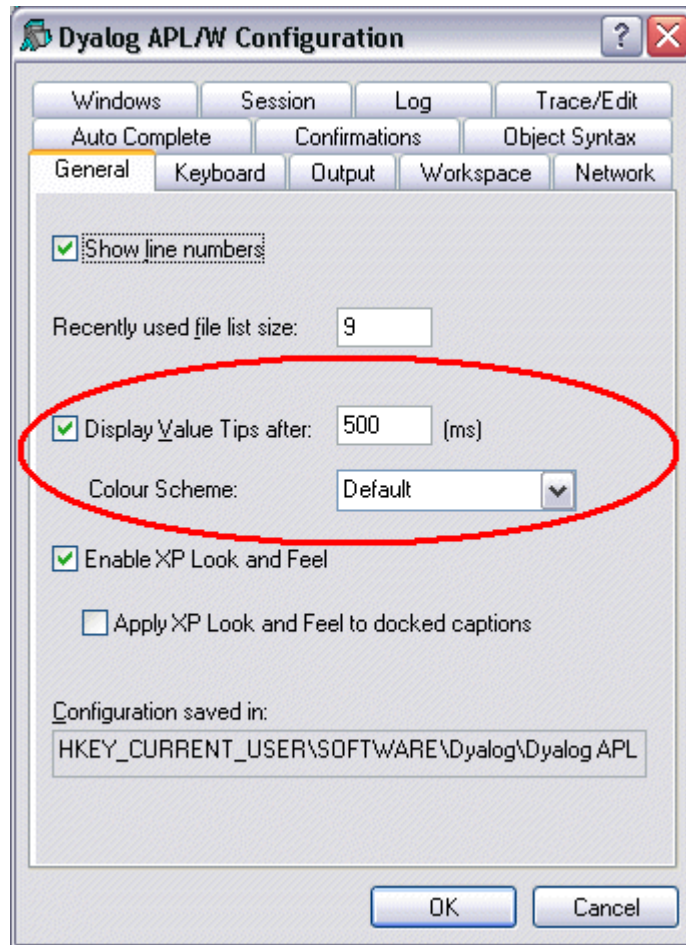 Dyalog APL/W Configuration
Windows Session Log Trace/Edit
Auto Complete Confirmations Object Syntax
General Keyboard Output Workspace Network
Show line numbers
Recently used file list size: 9
Display Value Tips after: 500 (ms)
Colour Scheme: Default
Enable XP Look and Feel
Apply XP Look and Feel to docked captions
Configuration saved in:
HKEY_CURRENT_USER\SOFTWARE\Dyalog\Dyalog APL
OK Cancel